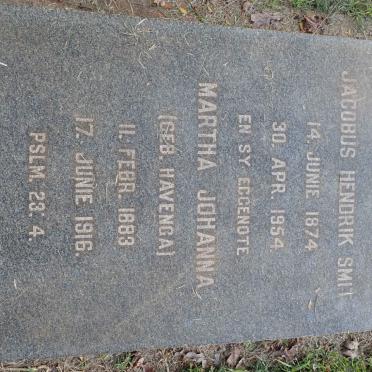 JACOBUS HENDRIK SMIT
14. JUNIE 1874
30. APR. 1954
EN SY EGGENOTE
MARTHA JOHANNA
(GEB. HAVENGA)
11. FEBR. 1883
17. JUNE 1916.
PSLM. 23. 4.